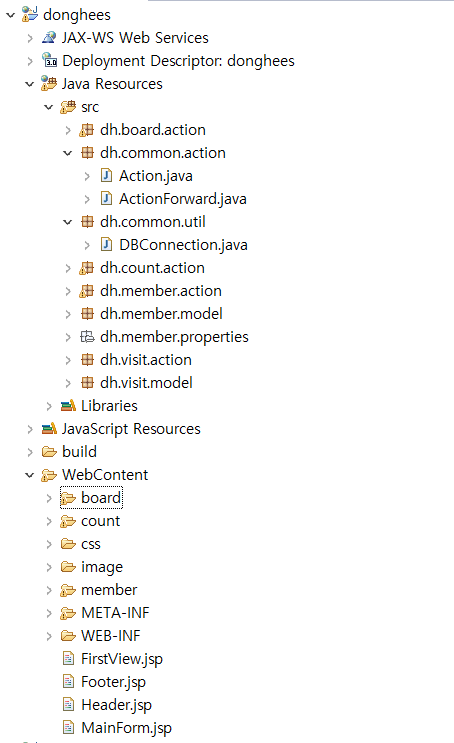 donghees
JAX-WS Web Services
3.0 Deployment Descriptor: donghees
Java Resources
src
dh.board.action
dh.common.action
Action.java
ActionForward.java
dh.common.util
DBConnection.java
dh.count.action
dh.member.action
dh.member.model
dh.member.properties
dh.visit.action
dh.visit.model
Libraries
JavaScript Resources
build
WebContent
board
count
css
image
member
META-INF
WEB-INF
FirstView.jsp
Footer.jsp
Header.jsp
MainForm.jsp